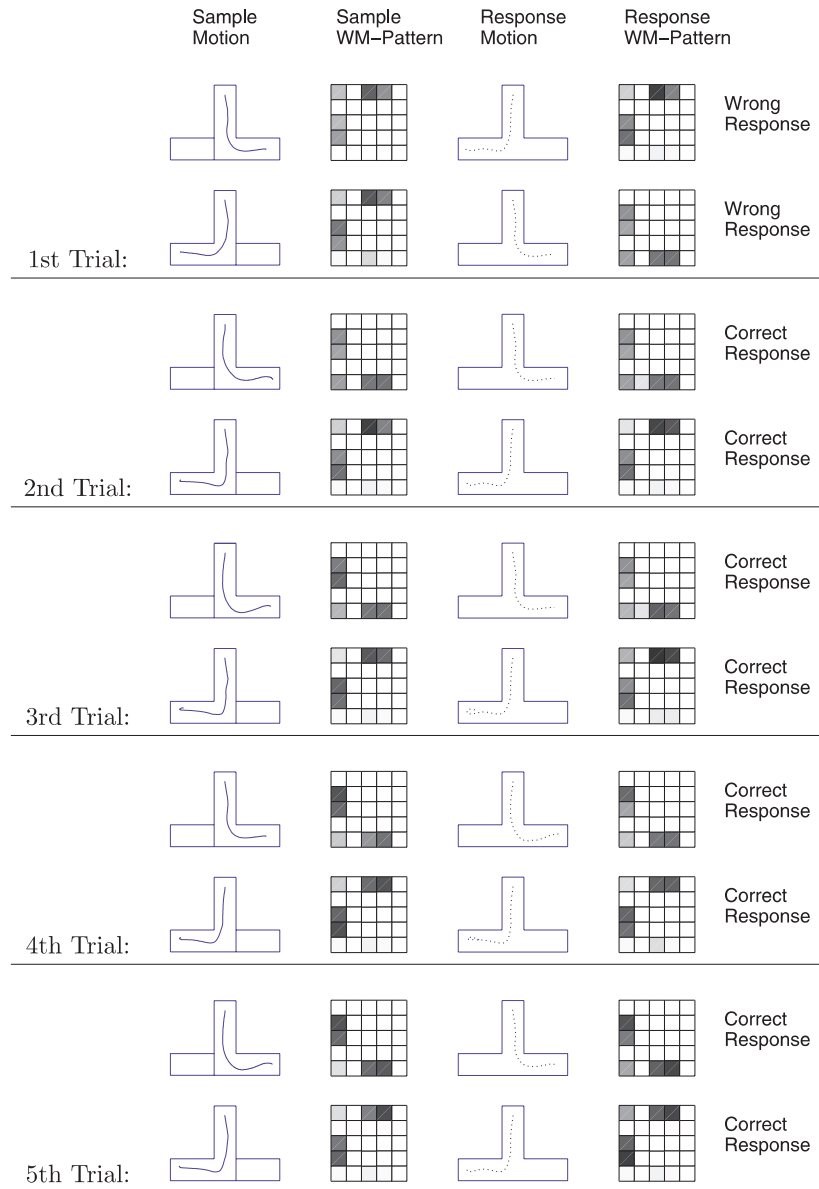 Sample Motion
Sample WM–Pattern
Response Motion
Response WM–Pattern
Wrong Response
Wrong Response
1st Trial:
Correct Response
Correct Response
2nd Trial:
Correct Response
Correct Response
3rd Trial:
Correct Response
Correct Response
4th Trial:
Correct Response
Correct Response
5th Trial: